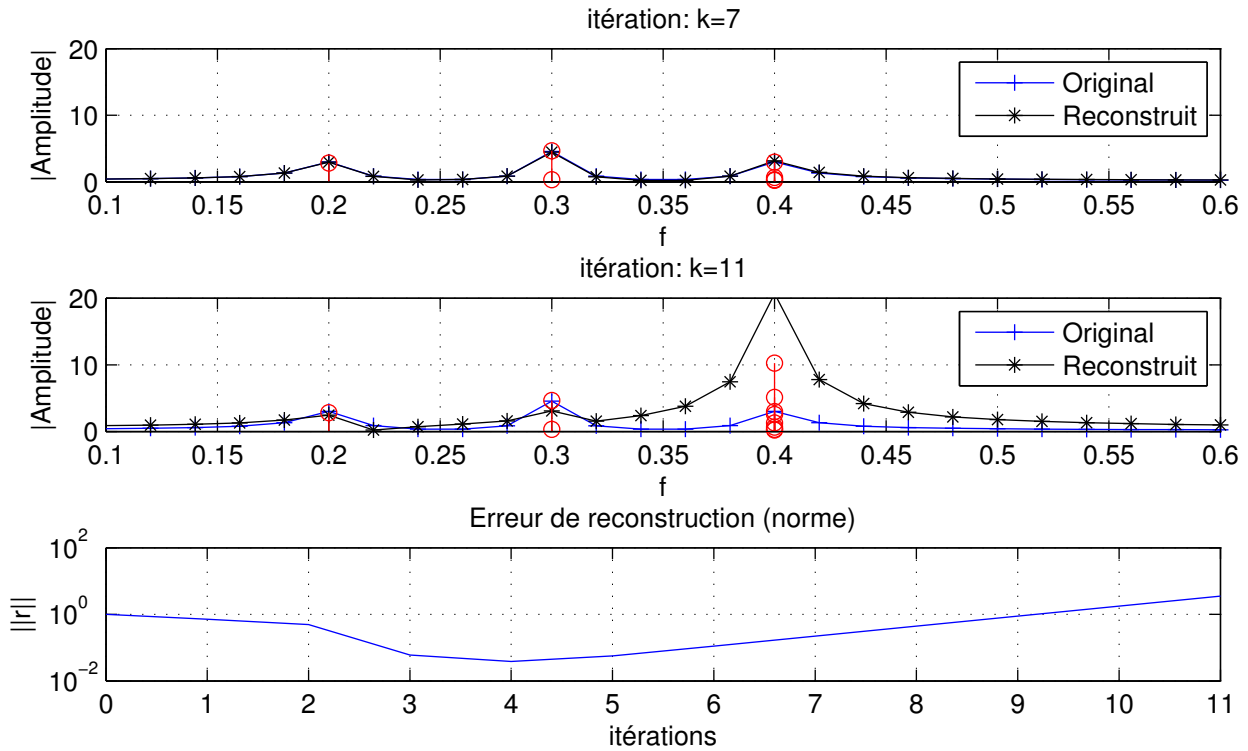 itération: k=7
|Amplitude|
20
10
0
Original
Reconstruit
0.1 0.15 0.2 0.25 0.3 0.35 0.4 0.45 0.5 0.55 0.6
f
itération: k=11
|Amplitude|
20
10
0
Original
Reconstruit
0.1 0.15 0.2 0.25 0.3 0.35 0.4 0.45 0.5 0.55 0.6
f
Erreur de reconstruction (norme)
||r||
10^2
10^0
10^-2
0 1 2 3 4 5 6 7 8 9 10 11
itérations